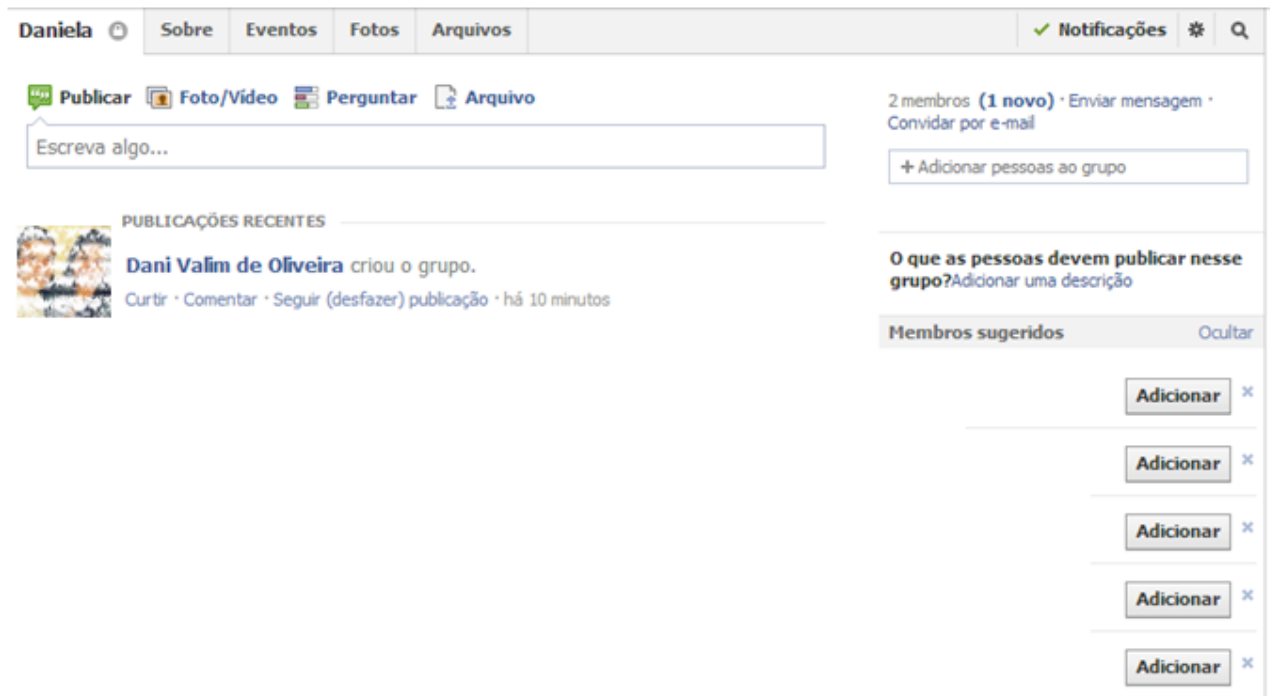 Daniela Sobre Eventos Fotos Arquivos Notificações
Publicar Foto/Vídeo Perguntar Arquivo
Escreva algo...
PUBLICAÇÕES RECENTES
Dani Valim de Oliveira criou o grupo.
Curtir · Comentar · Seguir (desfazer) publicação · há 10 minutos
2 membros (1 novo) · Enviar mensagem ·
Convidar por e-mail
+ Adicionar pessoas ao grupo
O que as pessoas devem publicar nesse
grupo?Adicionar uma descrição
Membros sugeridos Ocultar
Adicionar
Adicionar
Adicionar
Adicionar
Adicionar